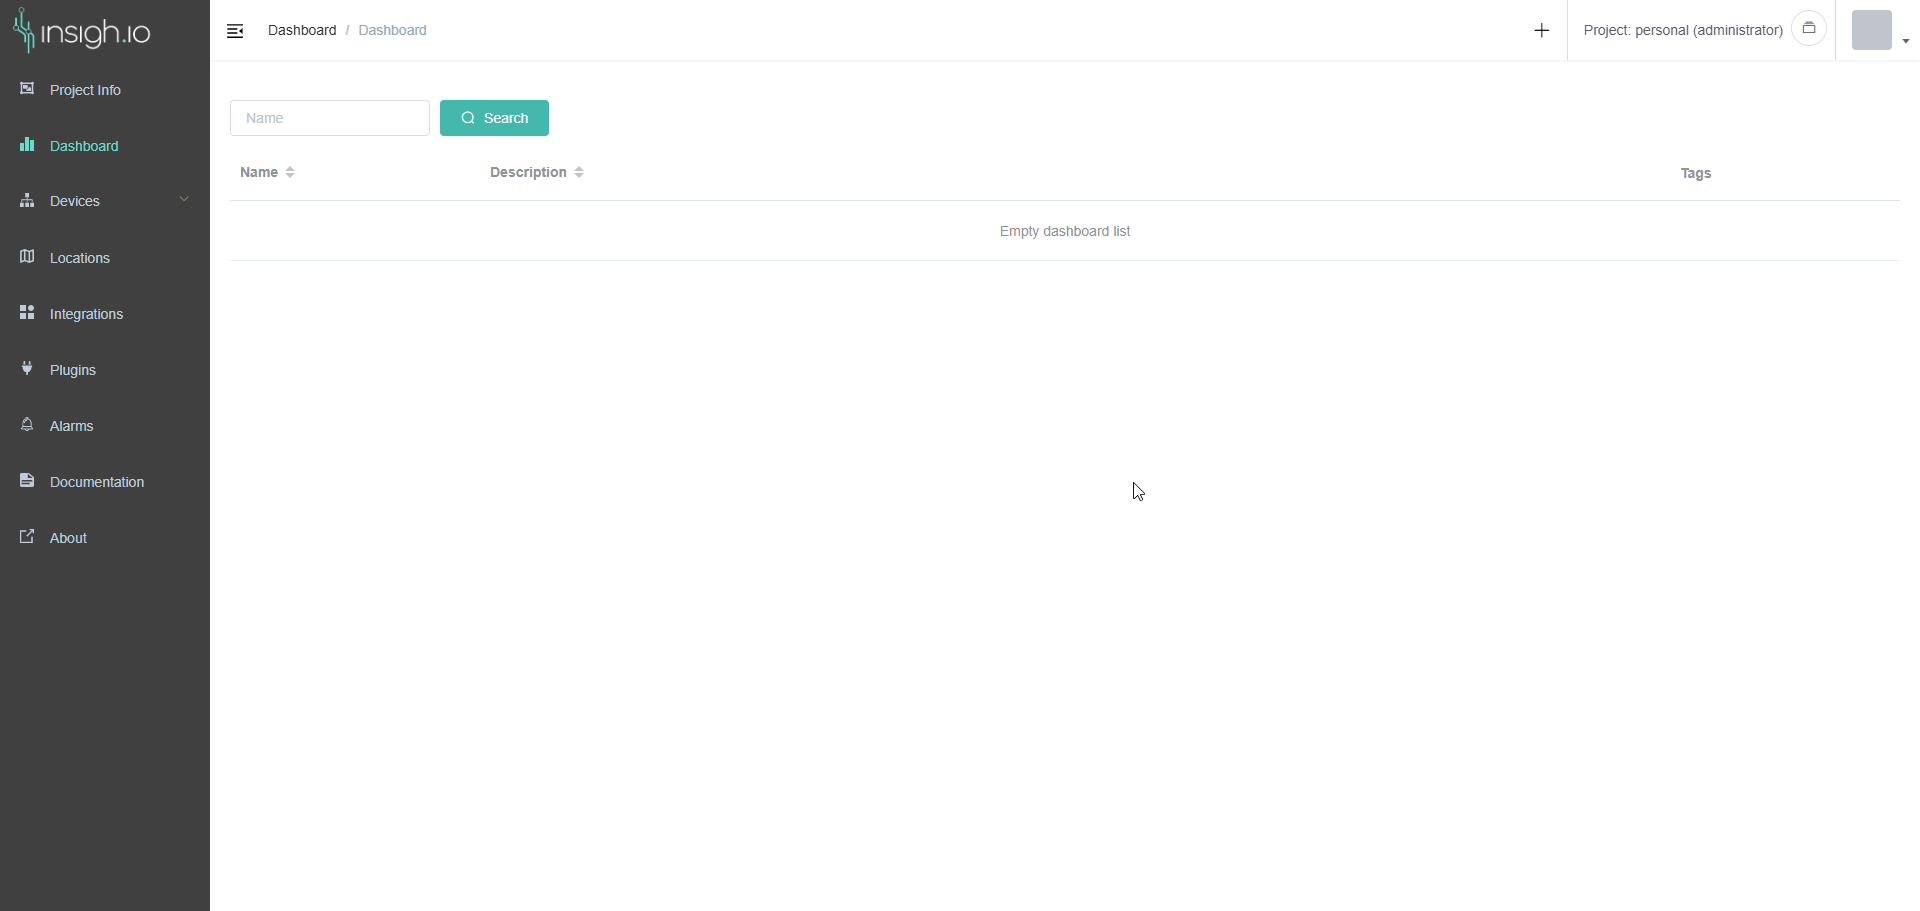 insigh.io
Dashboard / Dashboard
Project: personal (administrator)
Project Info
Dashboard
Devices
Locations
Integrations
Plugins
Alarms
Documentation
About
Name
Search
Name
Description
Tags
Empty dashboard list